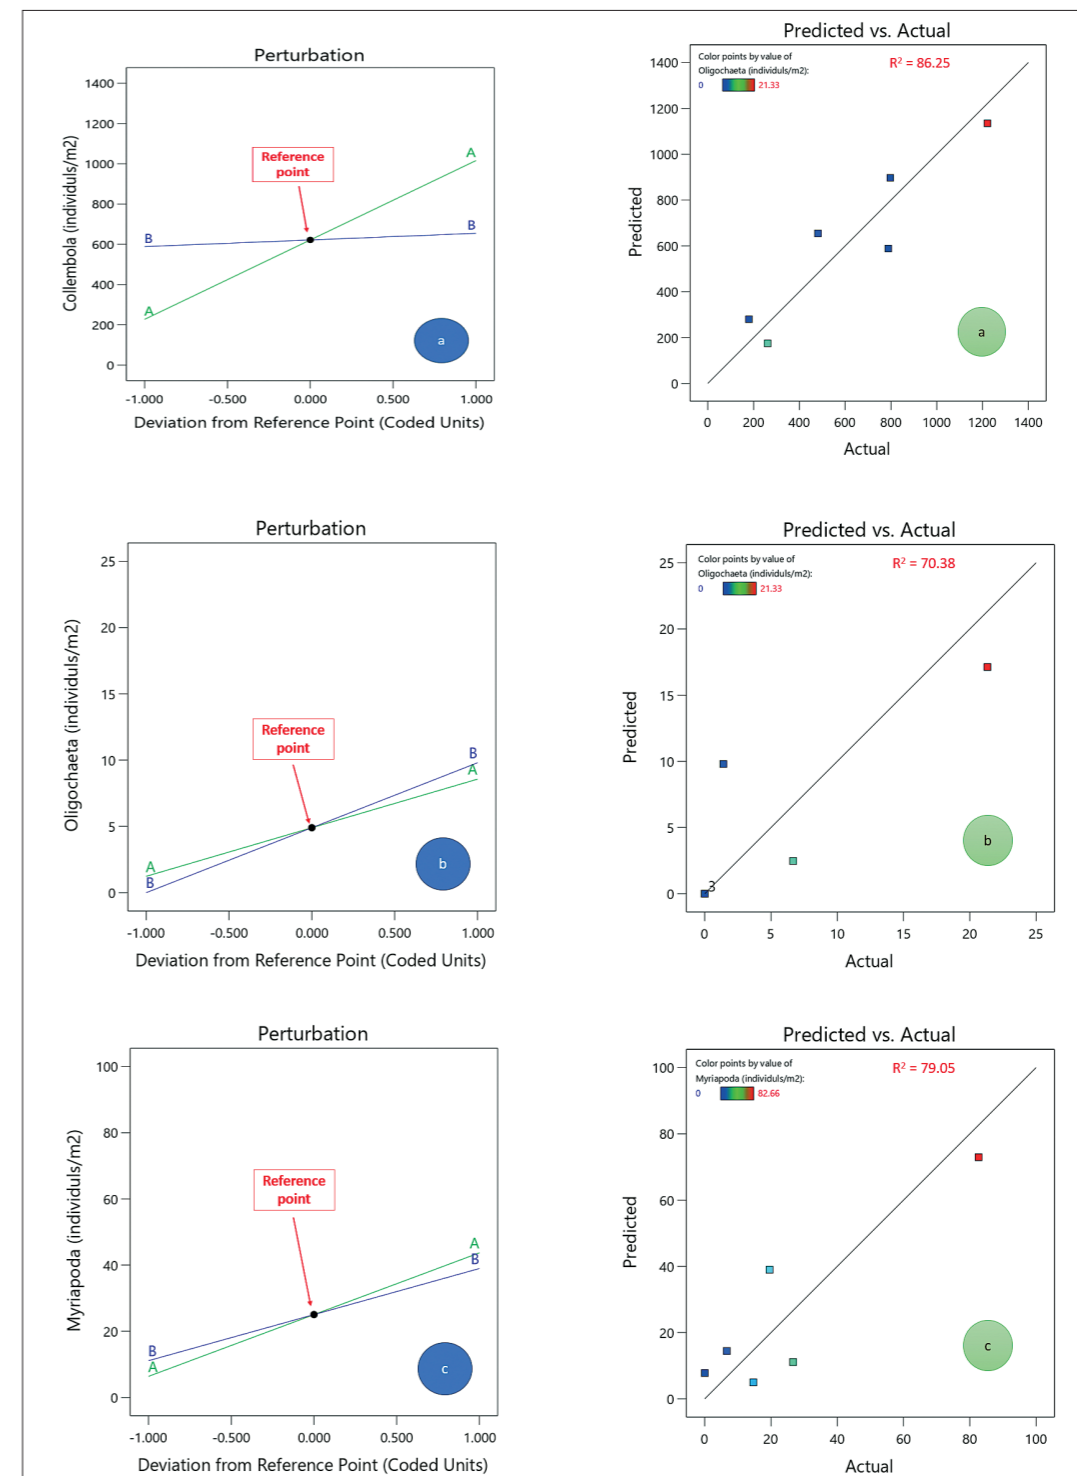 Perturbation
Collembola (individuls/m2)
1400
1200
1000
800
600
400
200
0
Reference
point
A
B
B
A
a
-1.000
-0.500
0.000
0.500
1.000
Deviation from Reference Point (Coded Units)
Predicted vs. Actual
Color points by value of
Oligochaeta (individuls/m2):
0
21.33
R² = 86.25
Predicted
1400
1200
1000
800
600
400
200
0
a
0
200
400
600
800
1000
1200
1400
Actual
Perturbation
Oligochaeta (individuls/m2)
25
20
15
10
5
0
Reference
point
B
A
A
B
b
-1.000
-0.500
0.000
0.500
1.000
Deviation from Reference Point (Coded Units)
Predicted vs. Actual
Color points by value of
Oligochaeta (individuls/m2):
0
21.33
R² = 70.38
Predicted
25
20
15
10
5
0
3
b
0
5
10
15
20
25
Actual
Perturbation
Myriapoda (individuls/m2)
100
80
60
40
20
0
Reference
point
A
B
B
A
c
-1.000
-0.500
0.000
0.500
1.000
Deviation from Reference Point (Coded Units)
Predicted vs. Actual
Color points by value of
Myriapoda (individuls/m2):
0
82.66
R² = 79.05
Predicted
100
80
60
40
20
0
c
0
20
40
60
80
100
Actual